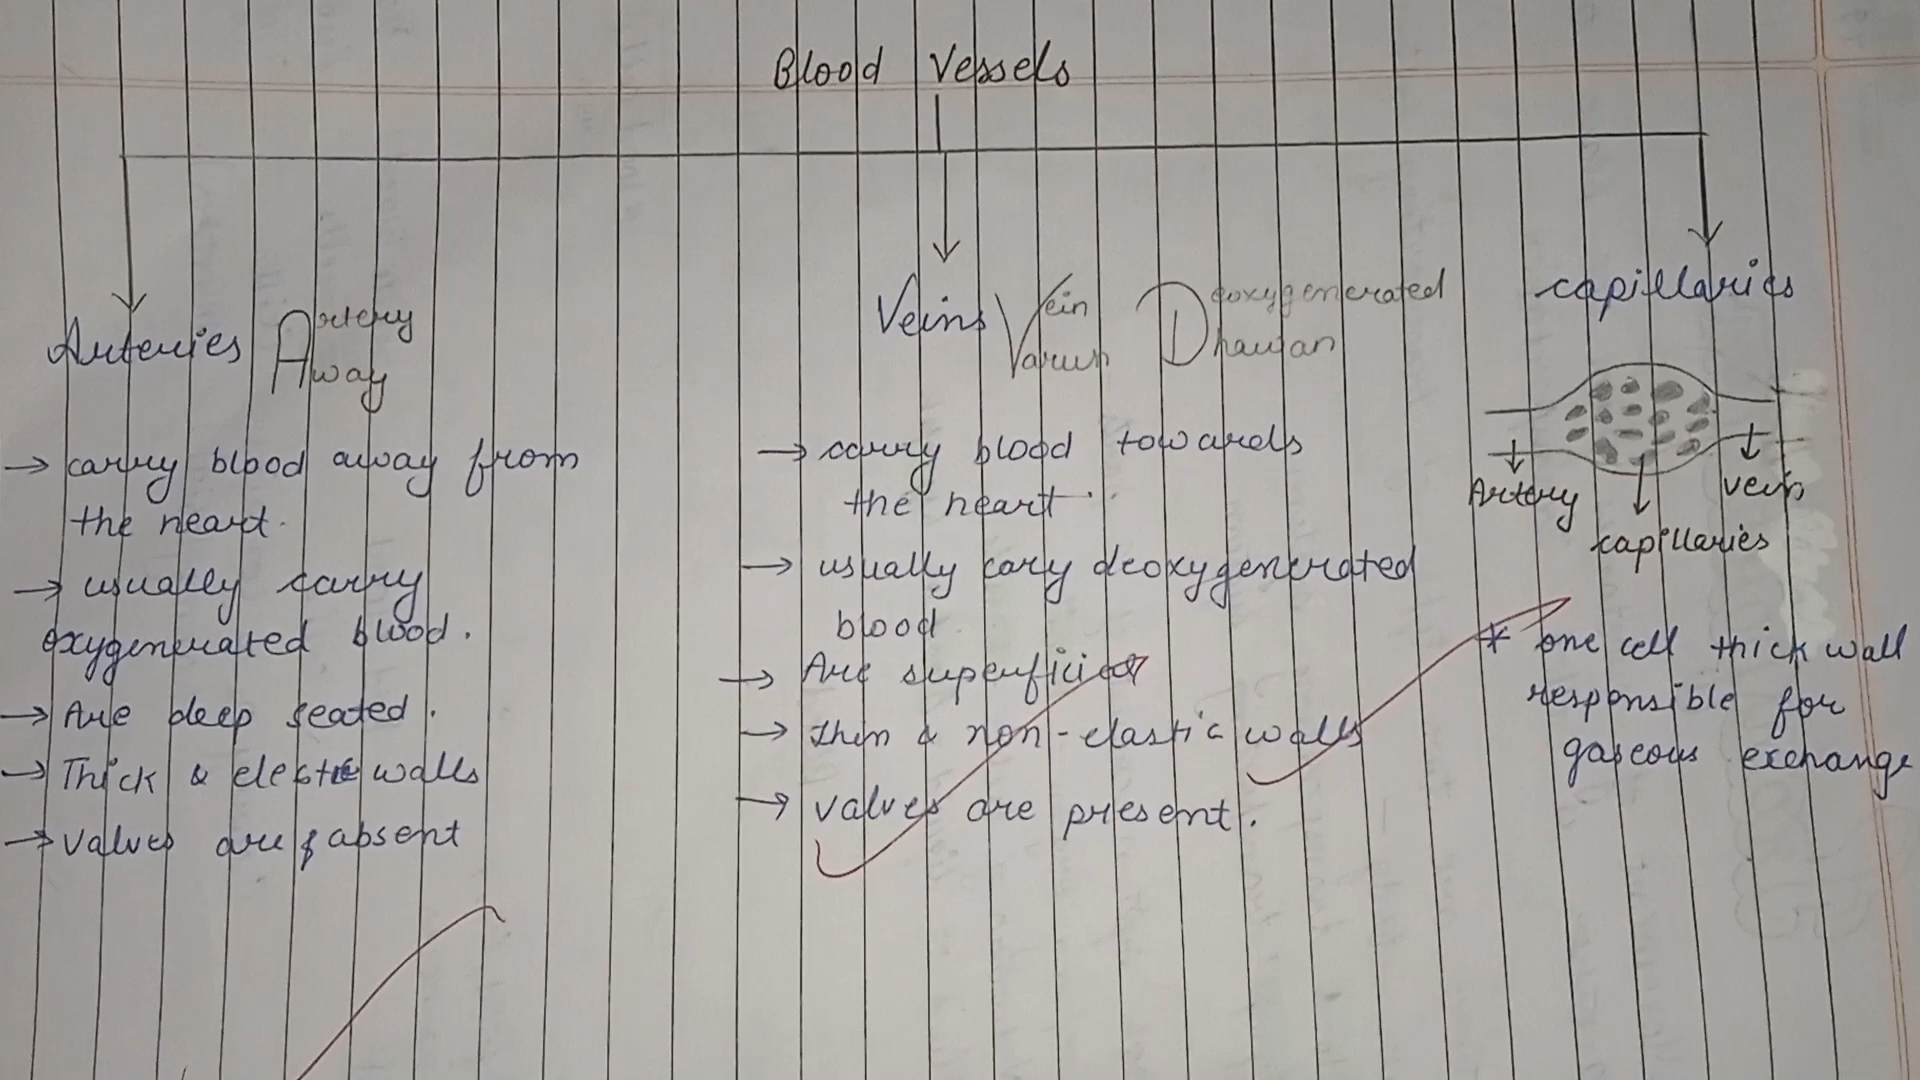 Blood Vessels
Arteries Artery
Away
→ carry blood away from
the heart.
→ usually carry
oxygenerated blood.
→ Are deep seated.
→ Thick & elestic walls
→ valves are absent
Veins Vein Deoxygenerated
Varun Dhawan
→ carry blood towards
the heart.
→ usually cary deoxygenerated
blood
→ Are superficial
→ thin & non-elastic walls
→ valves are present.
capillaries
Artery
vein
capillaries
* one cell thick wall
responsible for
gaseous exchange